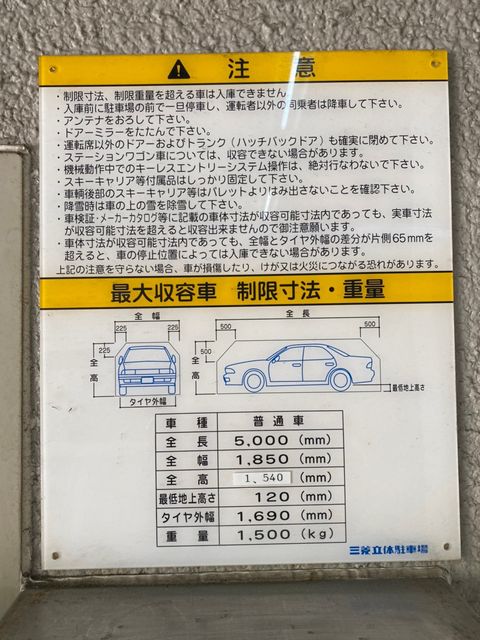 注 意
・制限寸法、制限重量を超える車は入庫できません。
・入庫前に駐車場の前で一旦停車し、運転者以外の同乗者は降車して下さい。
・アンテナをおろして下さい。
・ドアーミラーをたたんで下さい。
・運転席以外のドアーおよびトランク（ハッチバックドア）も確実に閉めて下さい。
・ステーションワゴン車については、収容できない場合があります。
・機械動作中でのキーレスエントリーシステム操作は、絶対行なわないで下さい。
・スキーキャリア等付属品はしっかり固定して下さい。
・車輌後部のスキーキャリア等はパレットよりはみ出さないことを確認下さい。
・降雪時は車の上の雪を除雪して下さい。
・車検証・メーカーカタログ等に記載の車体寸法が収容可能寸法内であっても、実車寸法
が収容可能寸法を超えると収容出来ませんので御注意願います。
・車体寸法が収容可能寸法内であっても、全幅とタイヤ外幅の差分が片側65mmを
超えると、車の停止位置によっては入庫できない場合があります。
上記の注意を守らない場合、車が損傷したり、けが又は火災につながる恐れがあります。
最大収容車 制限寸法・重量
全 幅
225 225
225
全高
タイヤ外幅
全 長
500 500
500
全高
最低地上高さ
車 種 普通車
全 長 5,000 (mm)
全 幅 1,850 (mm)
全 高 1,540 (mm)
最低地上高さ 120 (mm)
タイヤ外幅 1,690 (mm)
重 量 1,500 (kg)
三菱立体駐車場